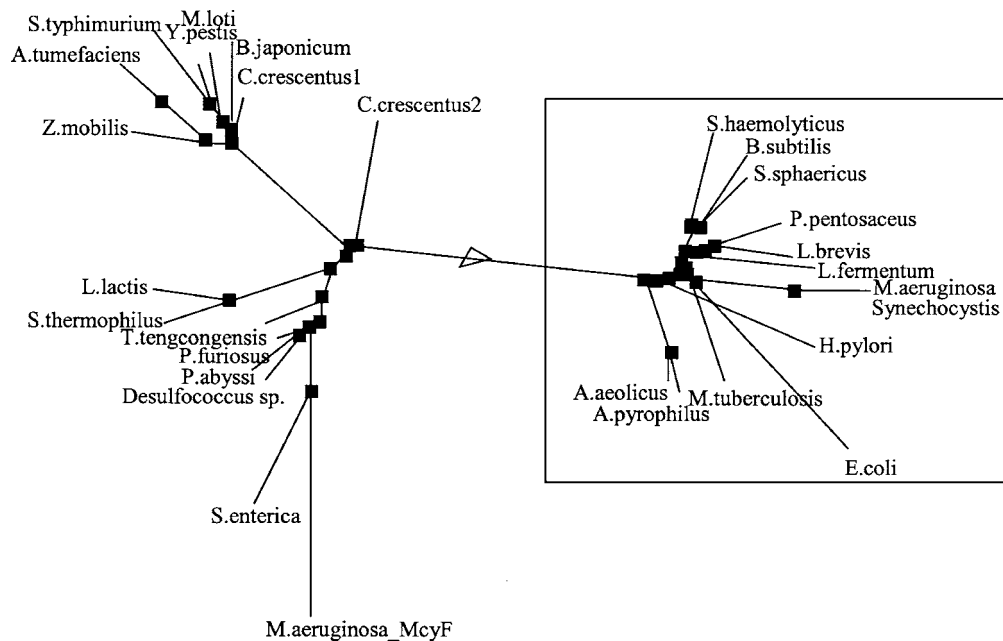 M.loti
S.typhimurium
Y.pestis
A.tumefaciens
B.japonicum
C.crescentus1
Z.mobilis
C.crescentus2
S.haemolyticus
B.subtilis
S.sphaericus
P.pentosaceus
L.brevis
L.fermentum
M.aeruginosa
Synechocystis
L.lactis
S.thermophilus
T.tengcongensis
P.furiosus
P.abyssi
Desulfococcus sp.
H.pylori
A.aeolicus
M.tuberculosis
A.pyrophilus
E.coli
S.enterica
M.aeruginosa_McyF